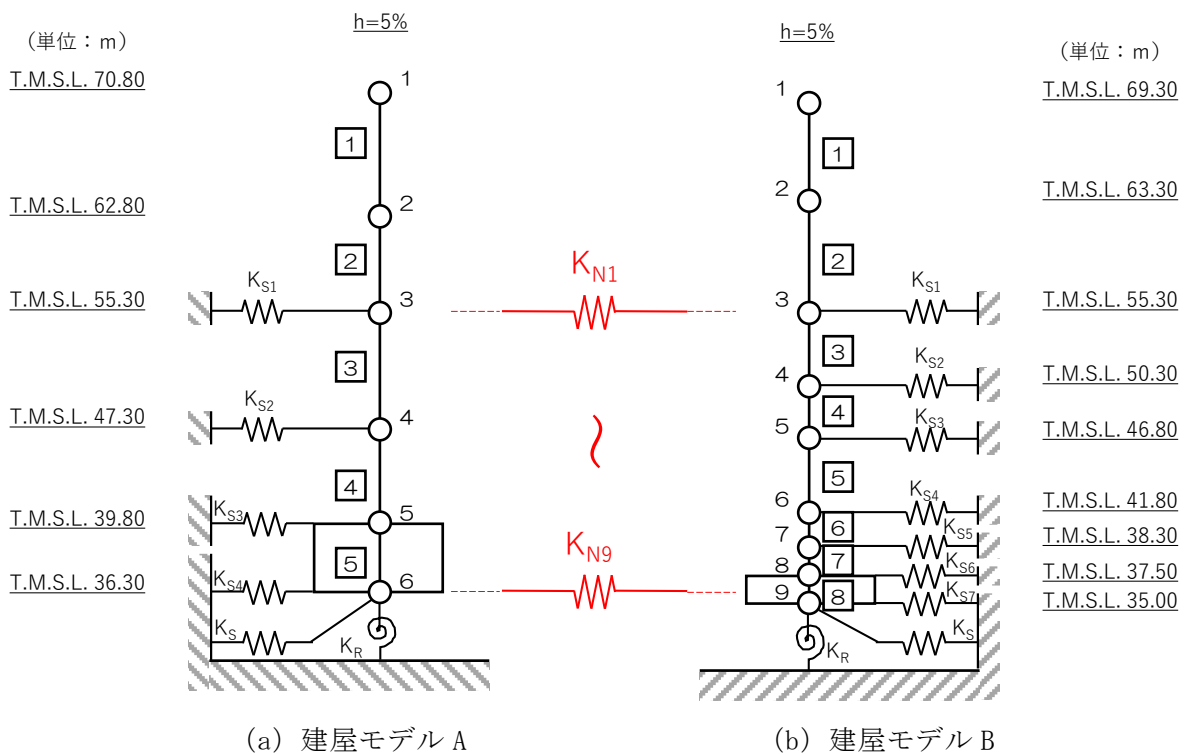 (単位：m)
h=5%
T.M.S.L. 70.80
T.M.S.L. 62.80
T.M.S.L. 55.30
T.M.S.L. 47.30
T.M.S.L. 39.80
T.M.S.L. 36.30
1
1
2
2
KS1
3
3
KS2
4
4
KS3
5
5
KS4
6
KS
KR
KN1
～
KN9
h=5%
(単位：m)
1
1
2
2
3
KS1
3
KS2
4
4
KS3
5
5
KS4
6
6
KS5
7
7
KS6
8
8
KS7
9
KS
KR
T.M.S.L. 69.30
T.M.S.L. 63.30
T.M.S.L. 55.30
T.M.S.L. 50.30
T.M.S.L. 46.80
T.M.S.L. 41.80
T.M.S.L. 38.30
T.M.S.L. 37.50
T.M.S.L. 35.00
(a) 建屋モデル A
(b) 建屋モデル B